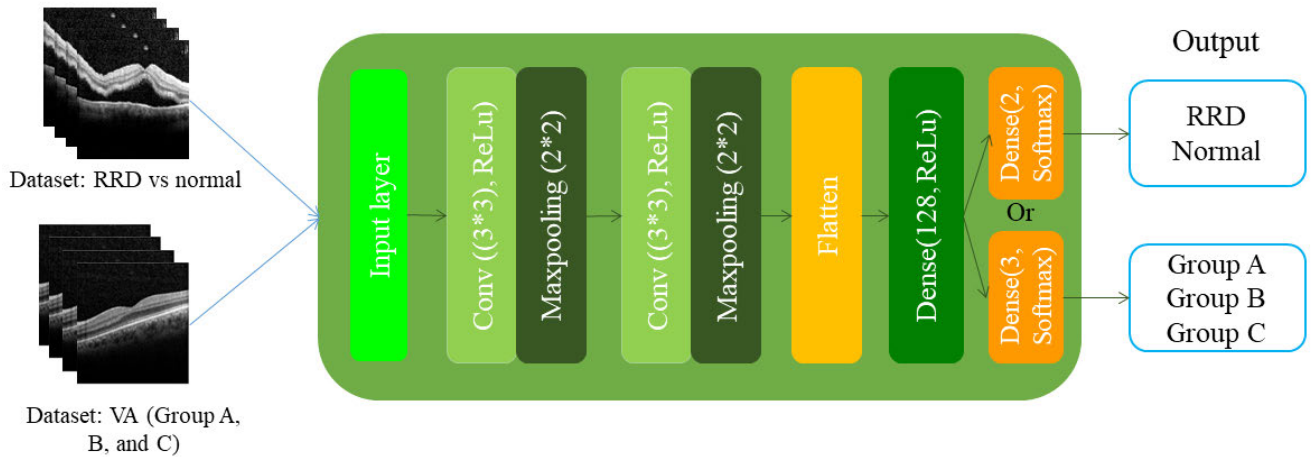 Dataset: RRD vs normal
Dataset: VA (Group A,
B, and C)
Input layer
Conv ((3*3), ReLu)
Maxpooling (2*2)
Conv ((3*3), ReLu)
Maxpooling (2*2)
Flatten
Dense(128, ReLu)
Dense(2,
Softmax)
Or
Dense(3,
Softmax)
Output
RRD
Normal
Group A
Group B
Group C